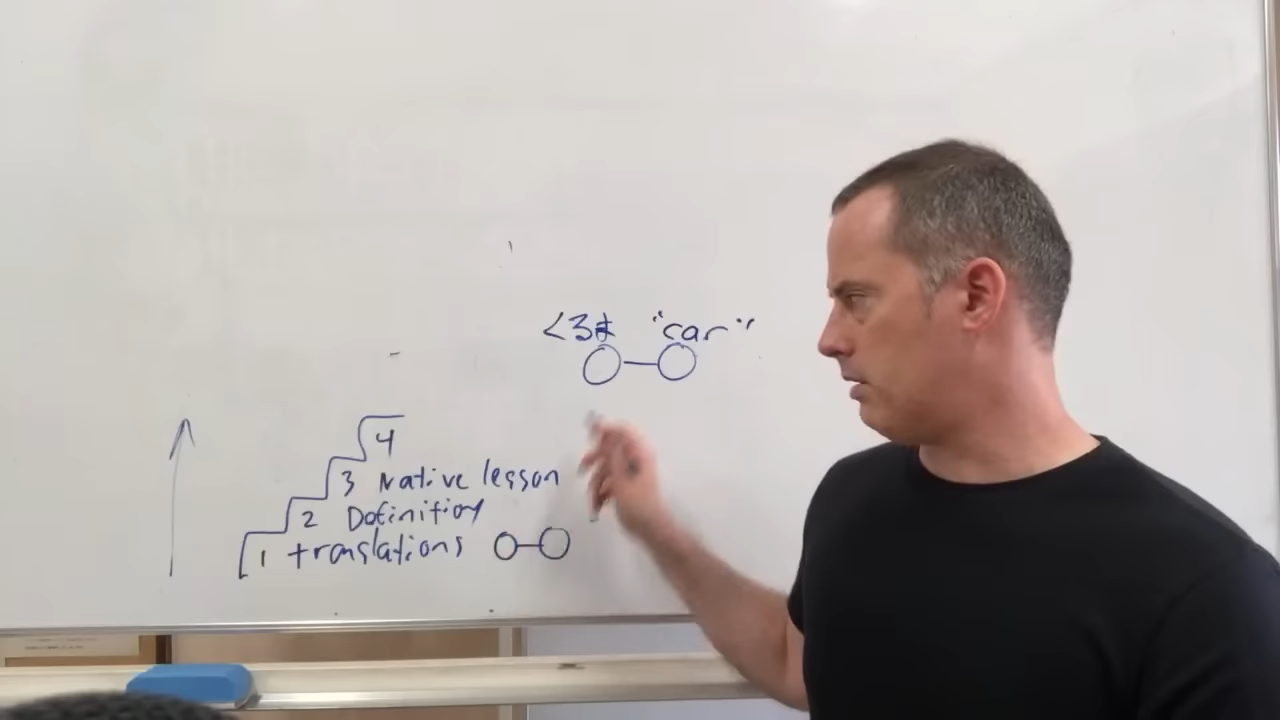 くるま "car"
4
3 Native lesson
2 Definition
1 translations